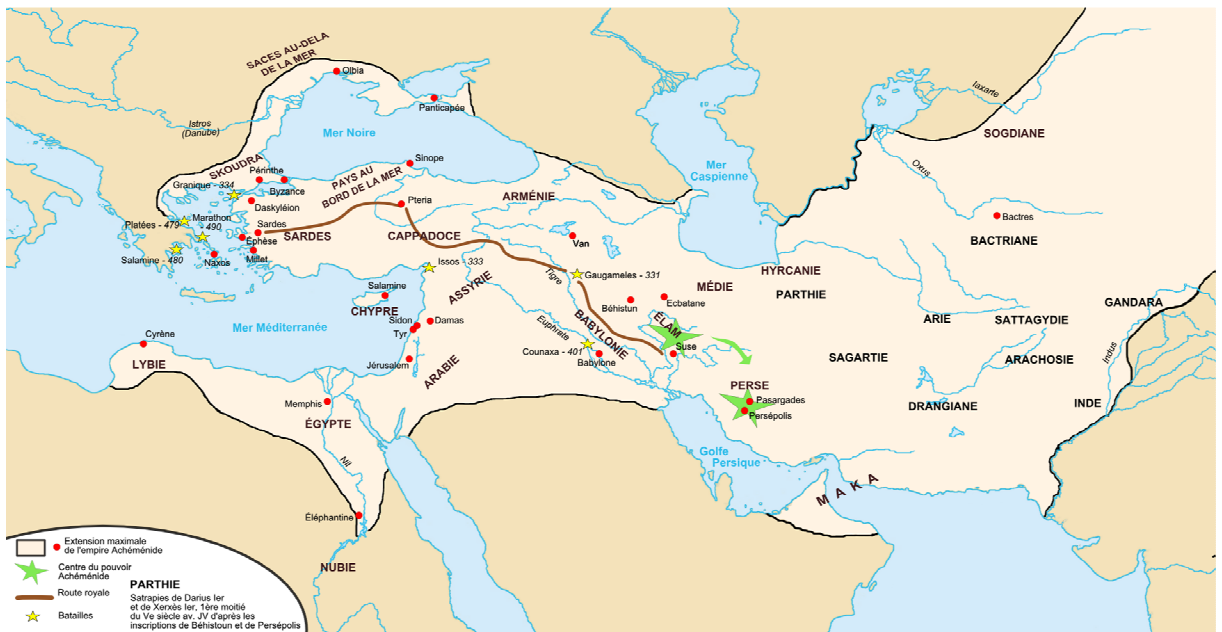 SACES AU-DELA
DE LA MER
Olbia
Panticapée
Istros
(Danube)
Mer Noire
Iaxarte
SOGDIANE
Oxus
Mer
Caspienne
SKOUDRA
Périnthe
Byzance
Sinope
PAYS AU
BORD DE LA MER
Granique - 334
Daskyléion
Pteria
ARMÉNIE
Marathon
- 490
Platées - 479
Sardes
SARDES
CAPPADOCE
Éphèse
Salamine - 480
Naxos
Millet
Van
Bactres
BACTRIANE
Issos - 333
ASSYRIE
Tigre
Gaugameles - 331
MÉDIE
HYRCANIE
PARTHIE
GANDARA
Salamine
CHYPRE
Béhistun
Ecbatane
Mer Méditerranée
Sidon
Tyr
Damas
Euphrate
BABYLONIE
ÉLAM
ARIE
SATTAGYDIE
Cyrène
LYBIE
Jérusalem
ARABIE
Counaxa - 401
Babylone
Suse
SAGARTIE
ARACHOSIE
Indus
PERSE
Pasargades
Persépolis
Memphis
ÉGYPTE
DRANGIANE
INDE
Nil
Golfe
Persique
MAKA
Éléphantine
NUBIE
Extension maximale
de l'empire Achéménide
Centre du pouvoir
Achéménide
Route royale
Batailles
PARTHIE
Satrapies de Darius Ier
et de Xerxès Ier, 1ère moitié
du Ve siècle av. JV d'après les
inscriptions de Béhistoun et de Persépolis